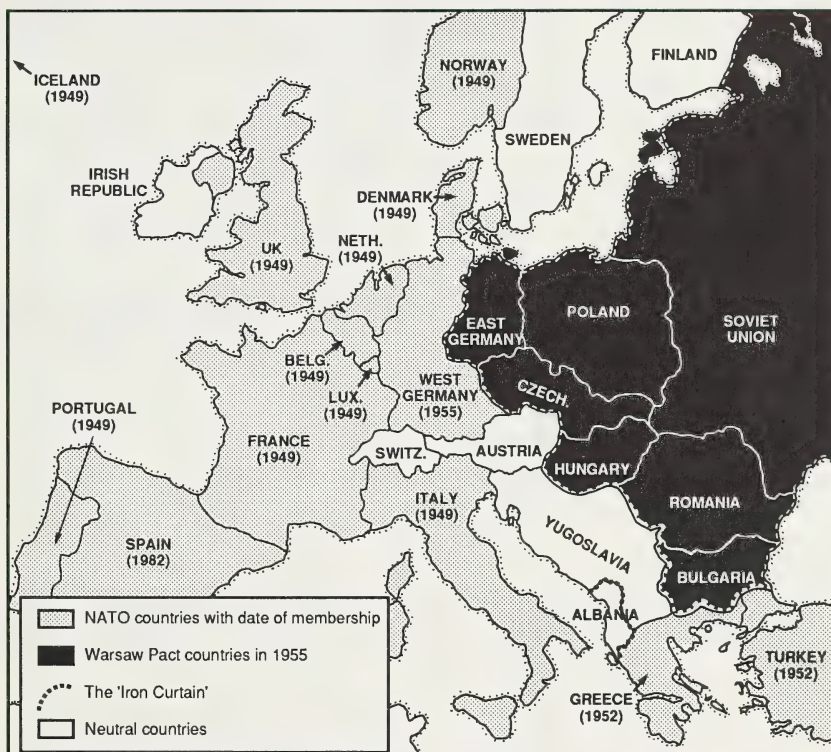 ICELAND
(1949)
NORWAY
(1949)
FINLAND
SWEDEN
IRISH
REPUBLIC
DENMARK
(1949)
UK
(1949)
NETH.
(1949)
EAST
GERMANY
POLAND
SOVIET
UNION
BELG.
(1949)
LUX.
(1949)
WEST
GERMANY
(1955)
CZECH.
PORTUGAL
(1949)
FRANCE
(1949)
SWITZ.
AUSTRIA
HUNGARY
ROMANIA
ITALY
(1949)
YUGOSLAVIA
SPAIN
(1982)
BULGARIA
ALBANIA
TURKEY
(1952)
GREECE
(1952)
NATO countries with date of membership
Warsaw Pact countries in 1955
The 'Iron Curtain'
Neutral countries